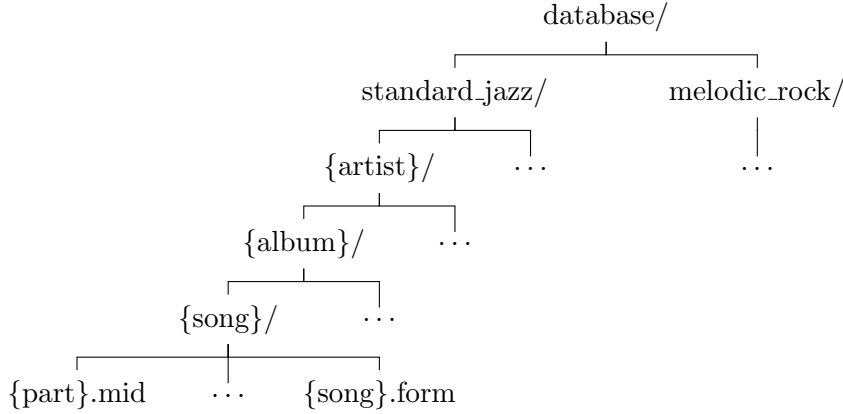 database/
standard_jazz/ melodic_rock/
{artist}/ ... ...
{album}/ ...
{song}/ ...
{part}.mid ... {song}.form